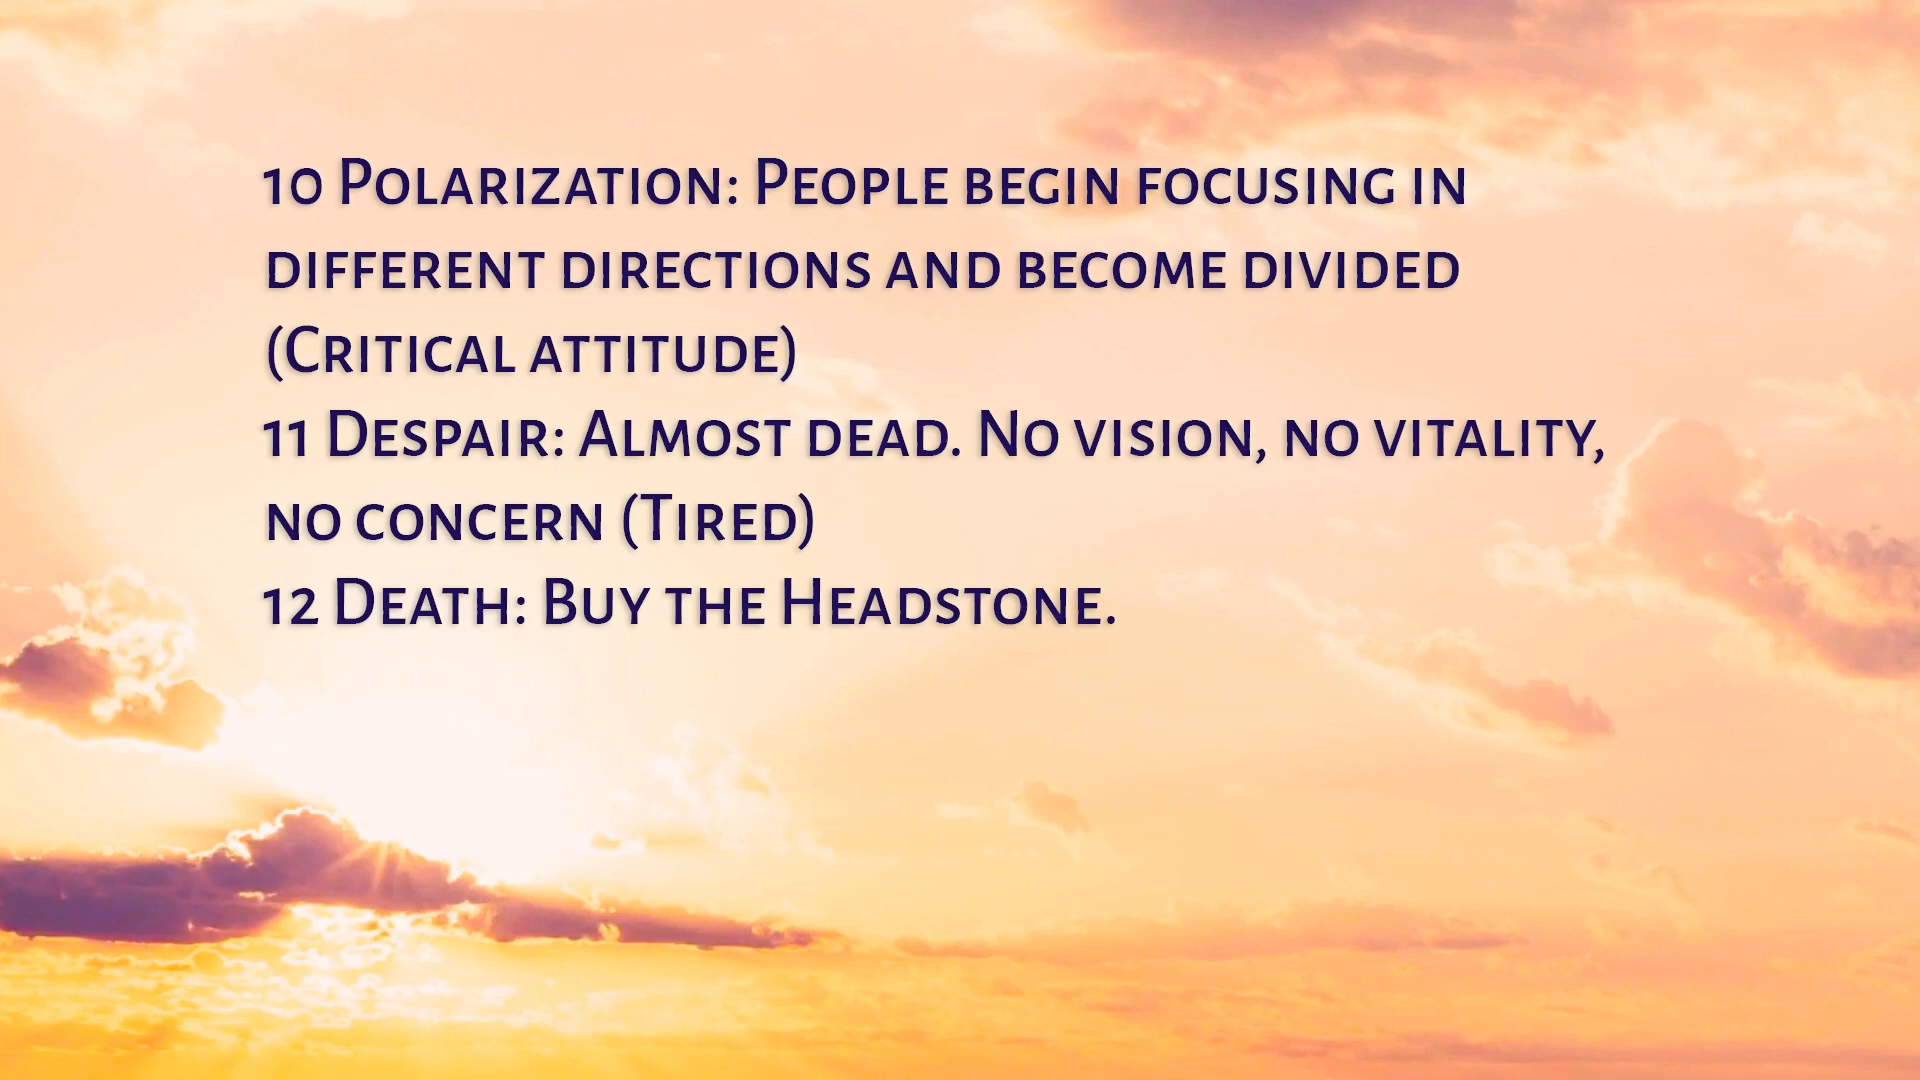 10 Polarization: People begin focusing in
different directions and become divided
(Critical attitude)
11 Despair: Almost dead. No vision, no vitality,
no concern (Tired)
12 Death: Buy the Headstone.